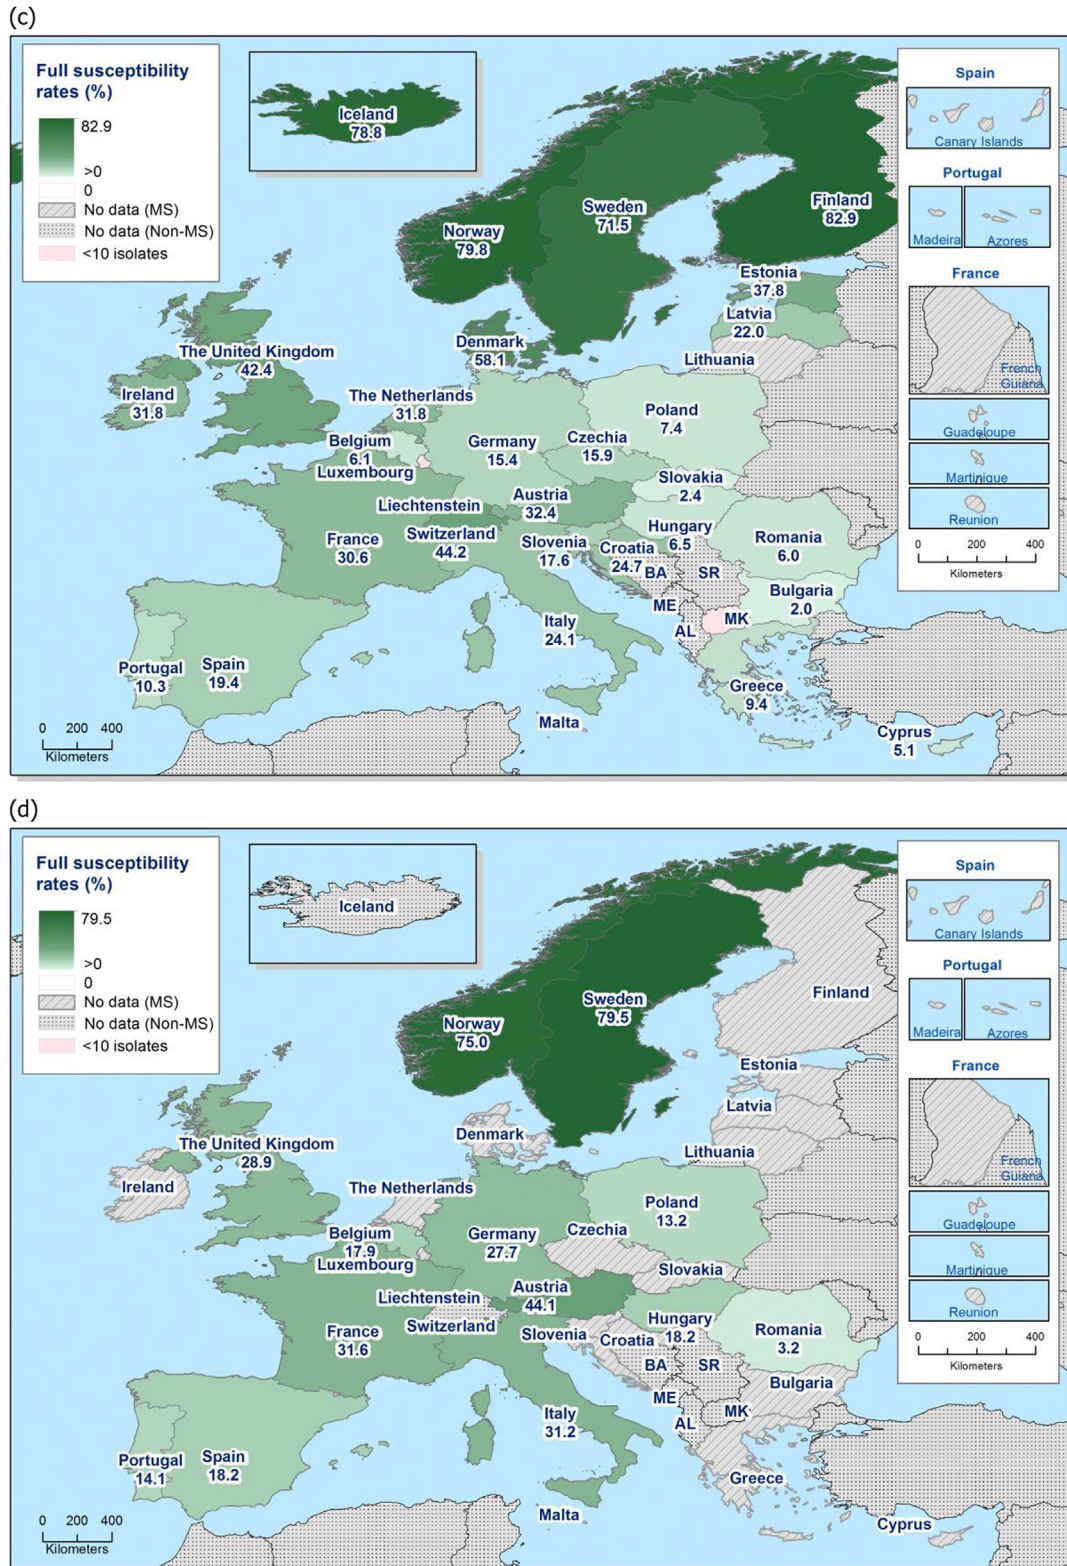 (c)
Full susceptibility
rates (%)
82.9
>0
0
No data (MS)
No data (Non-MS)
<10 isolates
Iceland
78.8
Spain
Canary Islands
Portugal
Madeira
Azores
France
French
Guiana
Guadeloupe
Martinique
Reunion
0 200 400
Kilometers
Finland
82.9
Sweden
71.5
Norway
79.8
Estonia
37.8
Latvia
22.0
Lithuania
Denmark
58.1
The United Kingdom
42.4
Ireland
31.8
The Netherlands
31.8
Poland
7.4
Belgium
6.1
Luxembourg
Germany
15.4
Czechia
15.9
Slovakia
2.4
Austria
32.4
Liechtenstein
Switzerland
44.2
France
30.6
Slovenia
17.6
Hungary
6.5
Croatia
24.7
Romania
6.0
BA
SR
Bulgaria
2.0
ME
MK
AL
Italy
24.1
Portugal
10.3
Spain
19.4
Greece
9.4
Malta
Cyprus
5.1
0 200 400
Kilometers
(d)
Full susceptibility
rates (%)
79.5
>0
0
No data (MS)
No data (Non-MS)
<10 isolates
Iceland
Spain
Canary Islands
Portugal
Madeira
Azores
France
French
Guiana
Guadeloupe
Martinique
Reunion
0 200 400
Kilometers
Finland
Sweden
79.5
Norway
75.0
Estonia
Latvia
Lithuania
Denmark
The United Kingdom
28.9
Ireland
The Netherlands
Poland
13.2
Belgium
17.9
Luxembourg
Germany
27.7
Czechia
Slovakia
Austria
44.1
Liechtenstein
Switzerland
France
31.6
Slovenia
Hungary
18.2
Croatia
Romania
3.2
BA
SR
Bulgaria
ME
MK
AL
Italy
31.2
Portugal
14.1
Spain
18.2
Greece
Malta
Cyprus
0 200 400
Kilometers